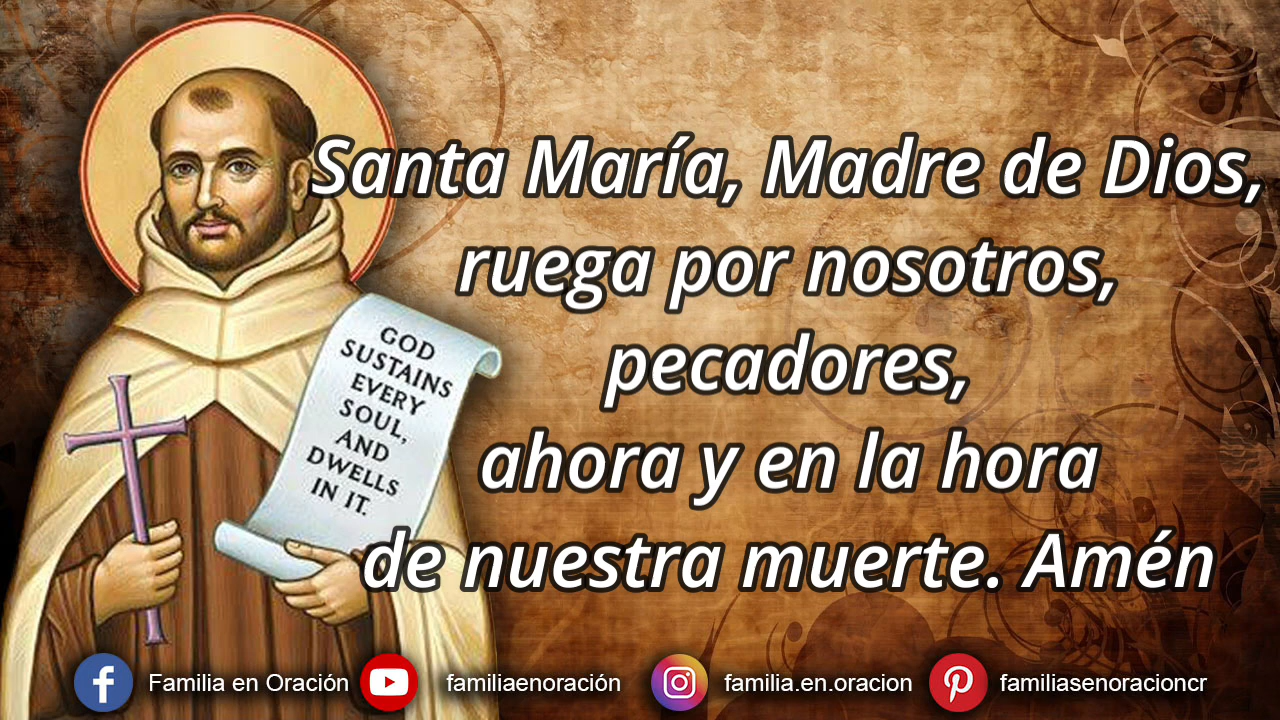 Santa María, Madre de Dios,
ruega por nosotros,
pecadores,
ahora y en la hora
de nuestra muerte. Amén
GOD
SUSTAINS
EVERY
SOUL,
AND
DWELLS
IN IT.
Familia en Oración
familiaenoración
familia.en.oracion
familiasenoracioncr